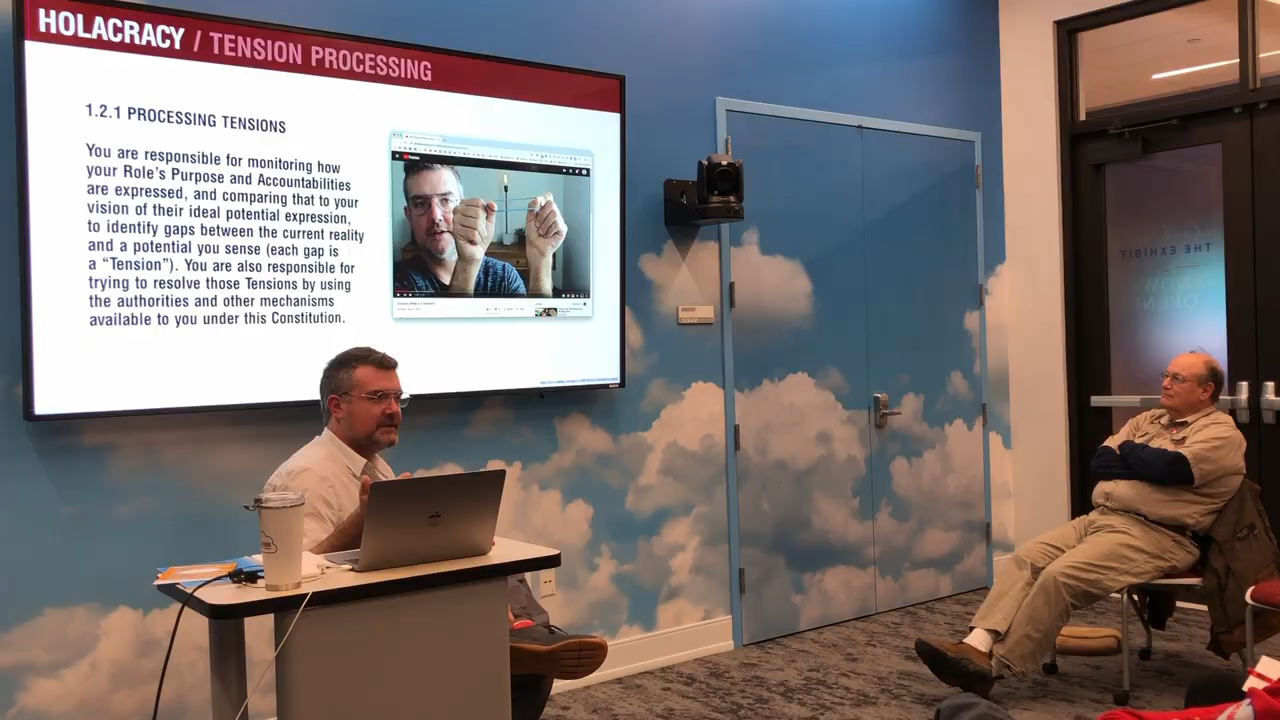 HOLACRACY / TENSION PROCESSING
1.2.1 PROCESSING TENSIONS
You are responsible for monitoring how
your Role's Purpose and Accountabilities
are expressed, and comparing that to your
vision of their ideal potential expression,
to identify gaps between the current reality
and a potential you sense (each gap is
a “Tension”). You are also responsible for
trying to resolve those Tensions by using
the authorities and other mechanisms
available to you under this Constitution.
THE EXHIBIT